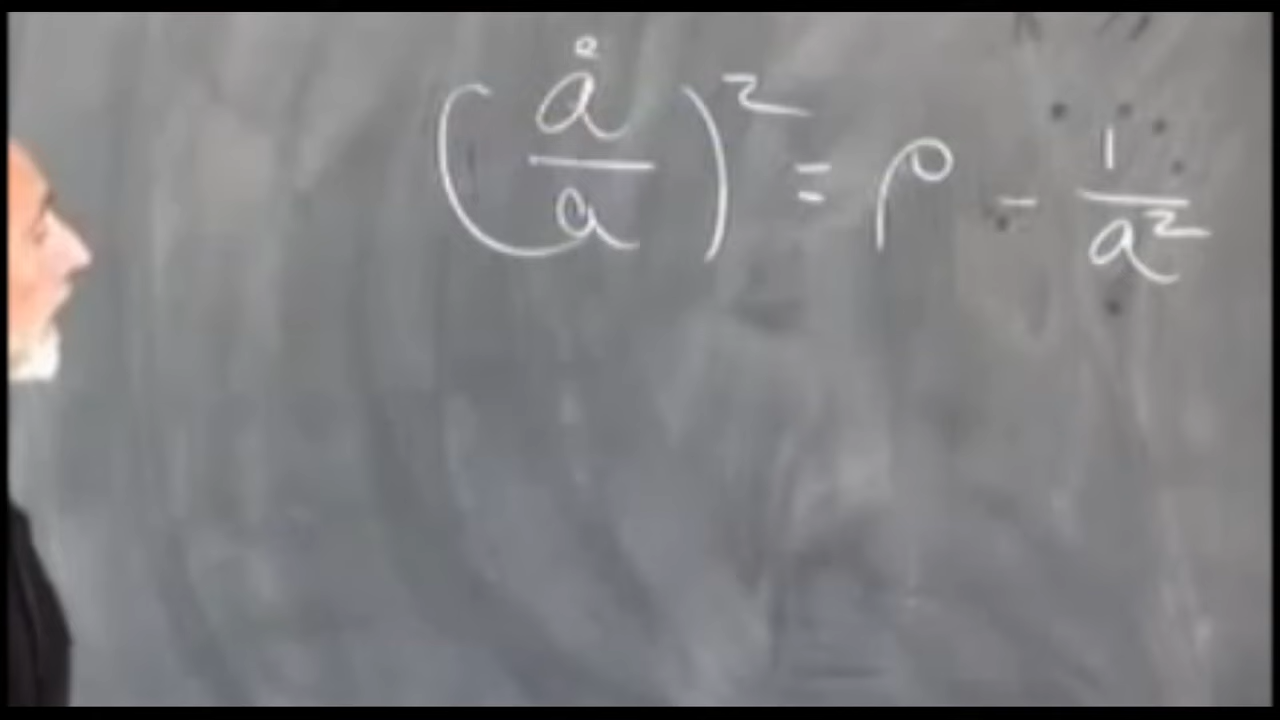 (ȧ/a)² = ρ - 1/a²